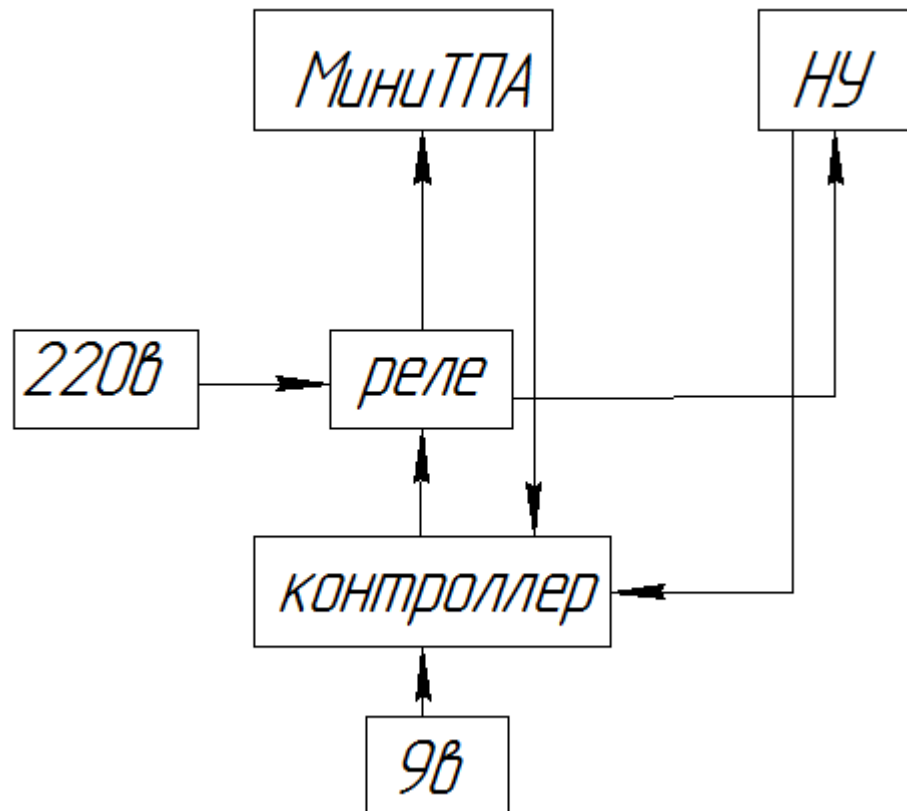 МиниТПА
НУ
220в
реле
контроллер
9в